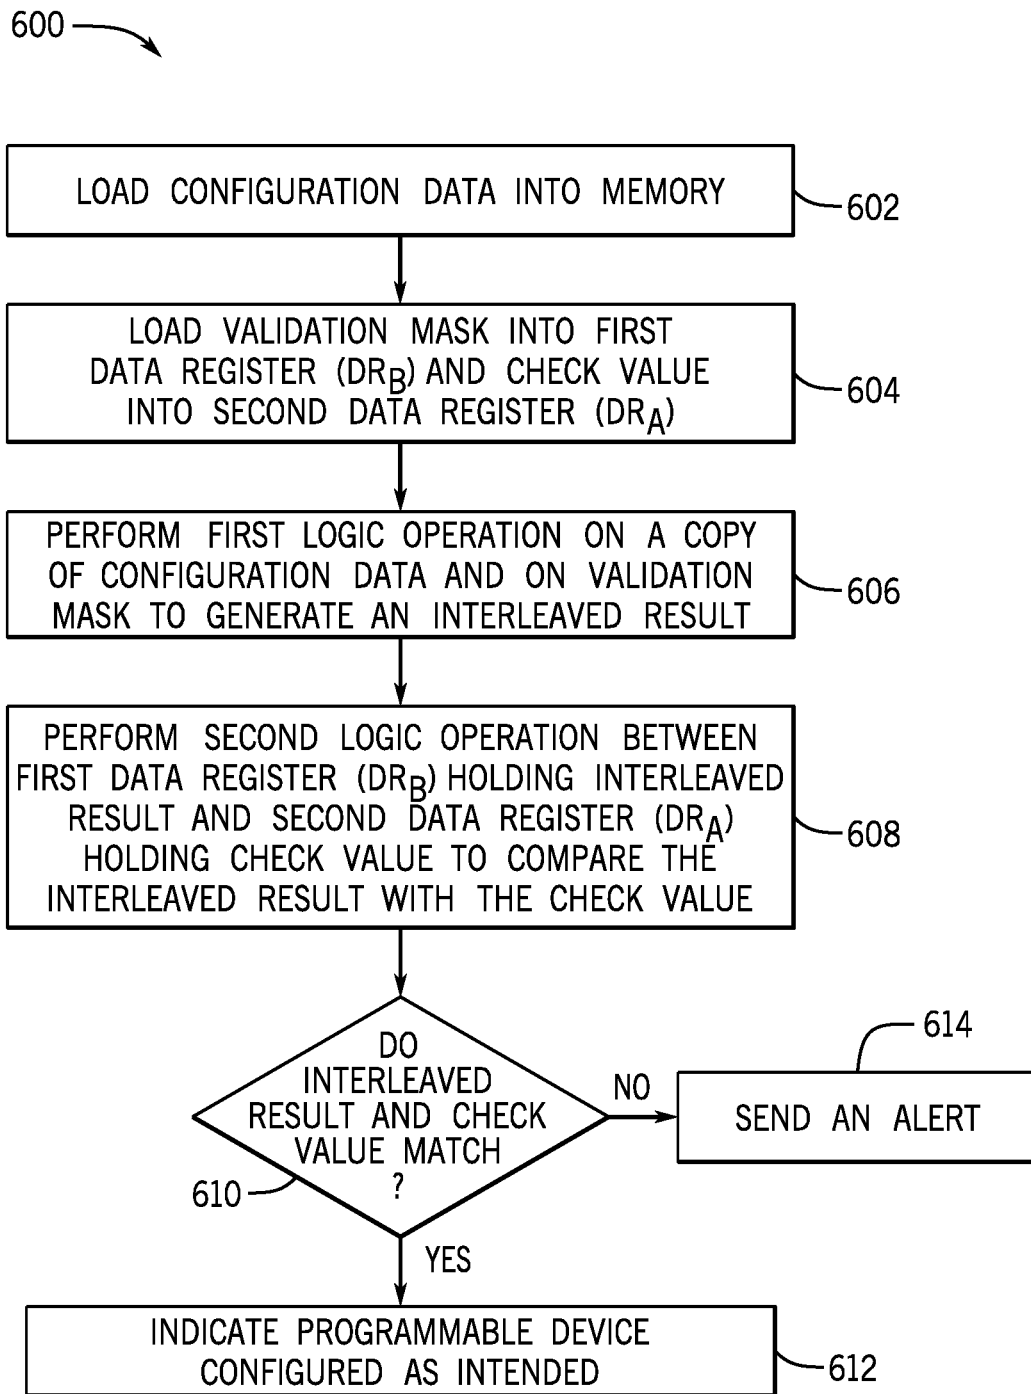 600
LOAD CONFIGURATION DATA INTO MEMORY
602
LOAD VALIDATION MASK INTO FIRST
DATA REGISTER (DRB) AND CHECK VALUE
INTO SECOND DATA REGISTER (DRA)
604
PERFORM FIRST LOGIC OPERATION ON A COPY
OF CONFIGURATION DATA AND ON VALIDATION
MASK TO GENERATE AN INTERLEAVED RESULT
606
PERFORM SECOND LOGIC OPERATION BETWEEN
FIRST DATA REGISTER (DRB) HOLDING INTERLEAVED
RESULT AND SECOND DATA REGISTER (DRA)
HOLDING CHECK VALUE TO COMPARE THE
INTERLEAVED RESULT WITH THE CHECK VALUE
608
DO
INTERLEAVED
RESULT AND CHECK
VALUE MATCH
?
610
NO
614
SEND AN ALERT
YES
INDICATE PROGRAMMABLE DEVICE
CONFIGURED AS INTENDED
612